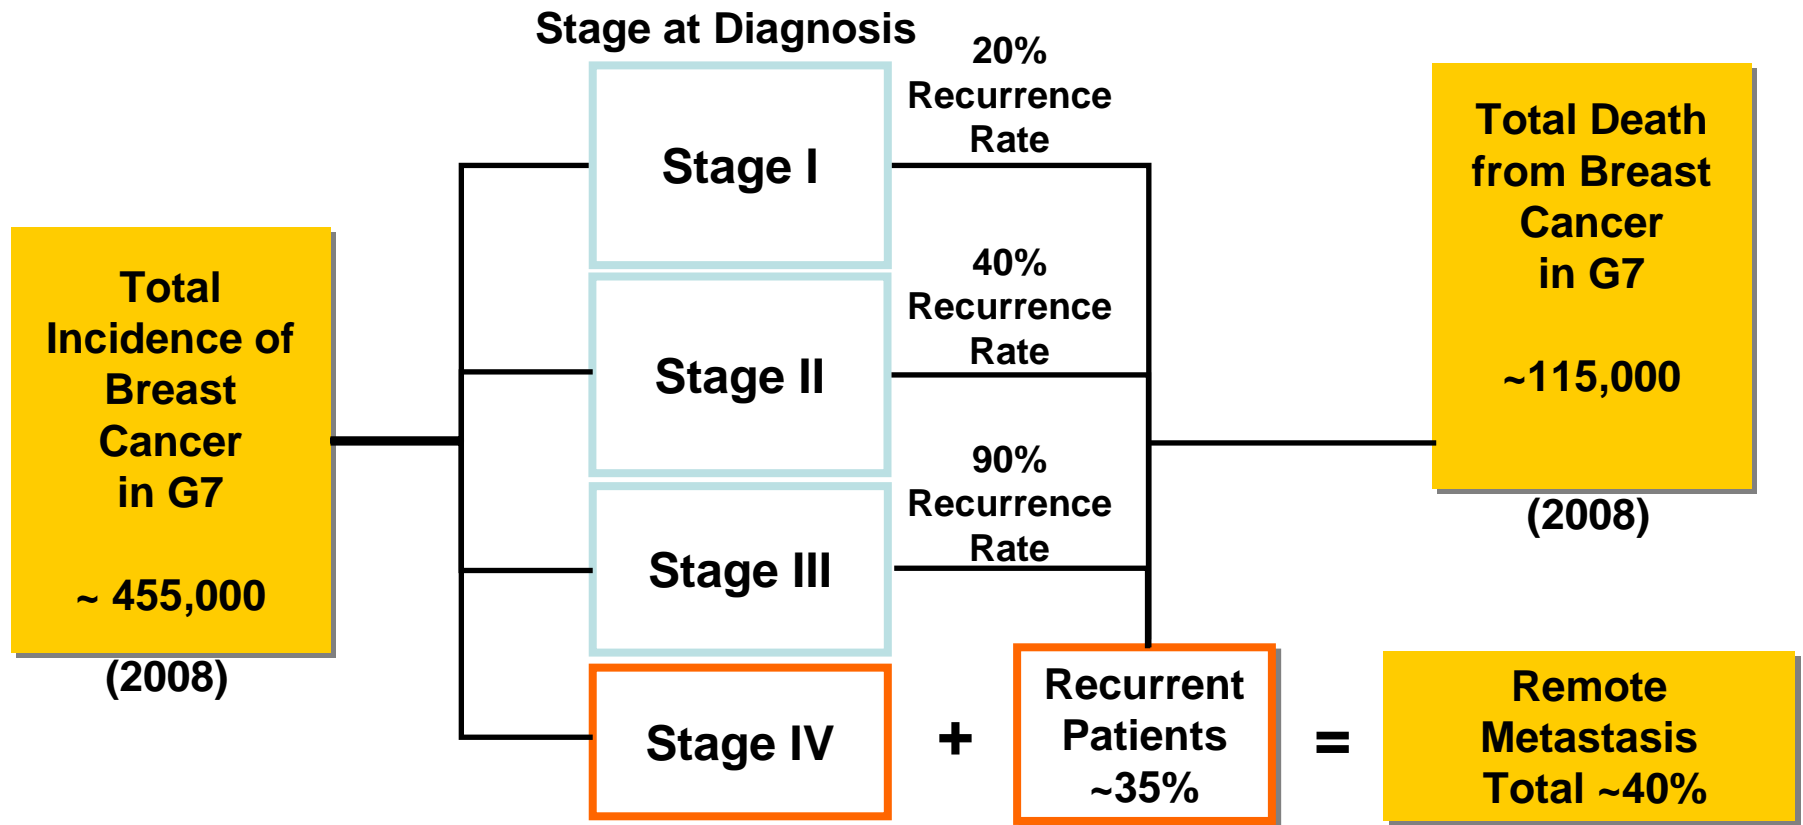 Stage at Diagnosis
Total
Incidence of
Breast
Cancer
in G7
~ 455,000
(2008)
Stage I
20%
Recurrence
Rate
Stage II
40%
Recurrence
Rate
Stage III
90%
Recurrence
Rate
Stage IV
+
Recurrent
Patients
~35%
=
Remote
Metastasis
Total ~40%
Total Death
from Breast
Cancer
in G7
~115,000
(2008)